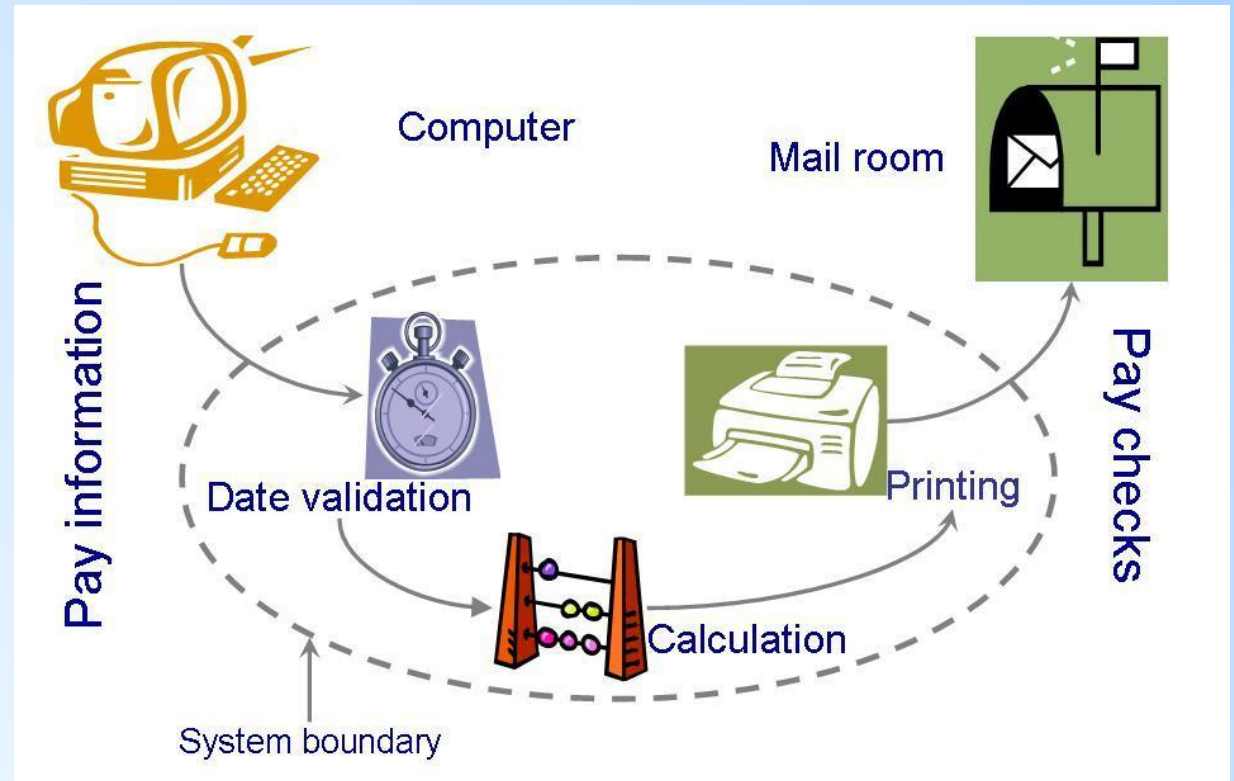 Computer
Mail room
Pay information
Pay checks
Date validation
Printing
Calculation
System boundary